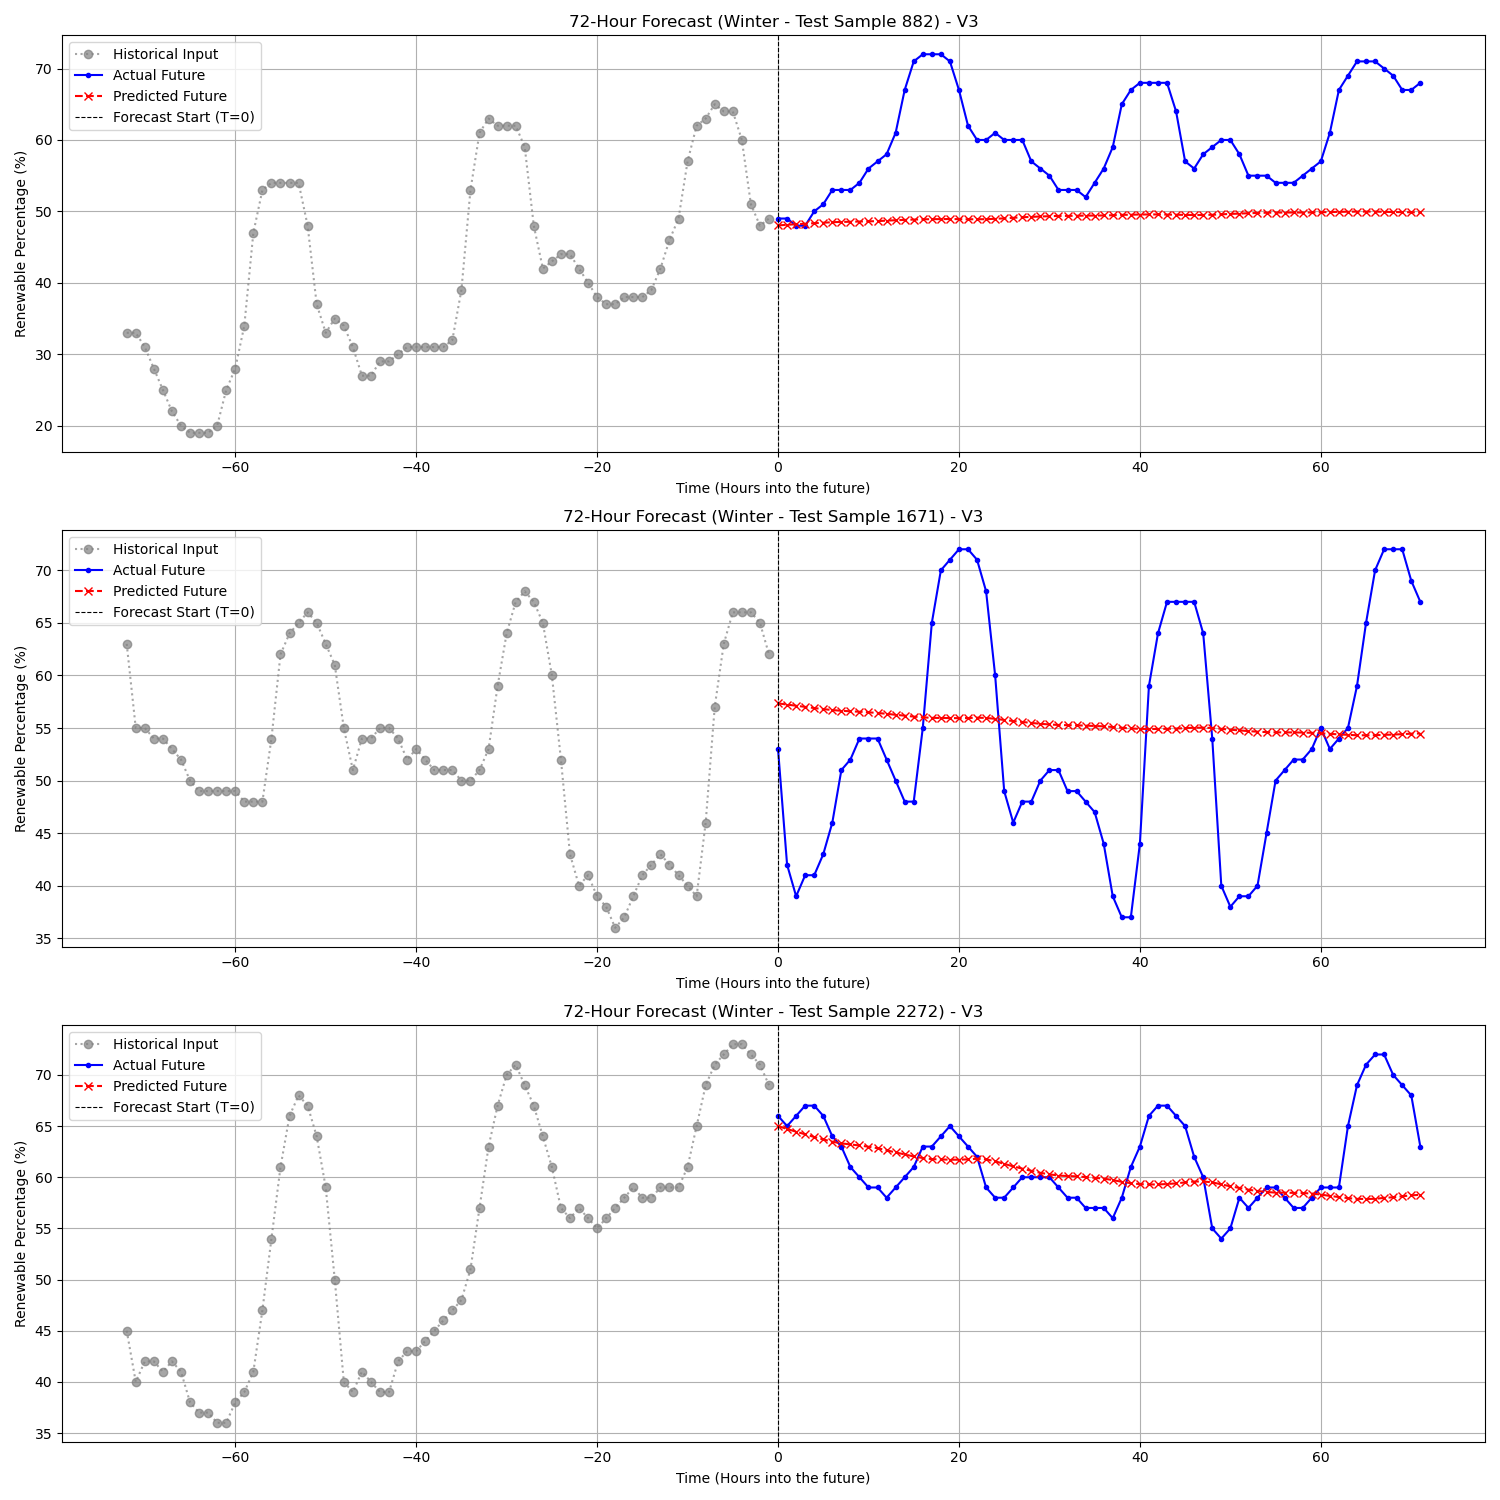 72-Hour Forecast (Winter - Test Sample 882) - V3
Historical Input
Actual Future
Predicted Future
Forecast Start (T=0)
Renewable Percentage (%)
70
60
50
40
30
20
−60 −40 −20 0 20 40 60
Time (Hours into the future)
72-Hour Forecast (Winter - Test Sample 1671) - V3
Historical Input
Actual Future
Predicted Future
Forecast Start (T=0)
Renewable Percentage (%)
70
65
60
55
50
45
40
35
−60 −40 −20 0 20 40 60
Time (Hours into the future)
72-Hour Forecast (Winter - Test Sample 2272) - V3
Historical Input
Actual Future
Predicted Future
Forecast Start (T=0)
Renewable Percentage (%)
70
65
60
55
50
45
40
35
−60 −40 −20 0 20 40 60
Time (Hours into the future)